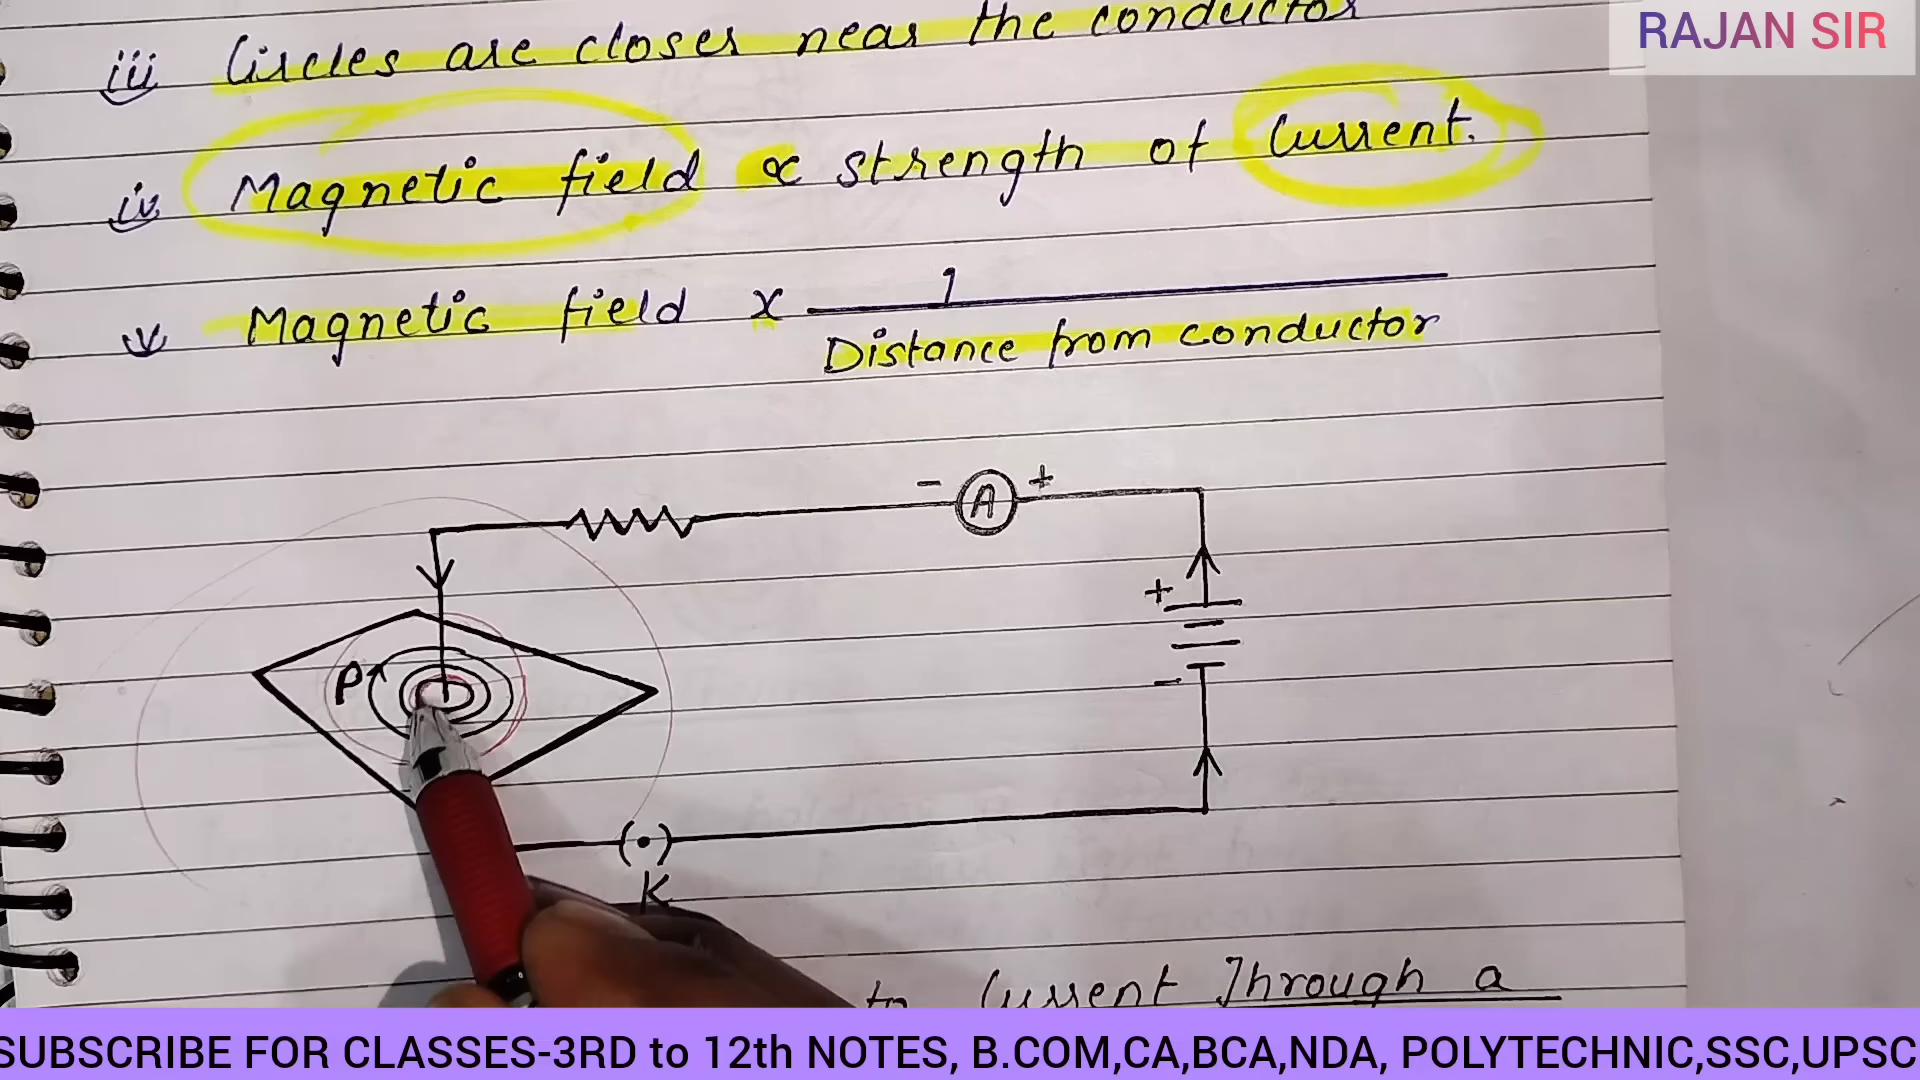 RAJAN SIR
iii Circles are closer near the conductor
iv Magnetic field ∝ strength of Current.
v Magnetic field ∝ 1
Distance from conductor
- A +
+
P
-
K
to Current Through a
SUBSCRIBE FOR CLASSES-3RD to 12th NOTES, B.COM,CA,BCA,NDA, POLYTECHNIC,SSC,UPSC